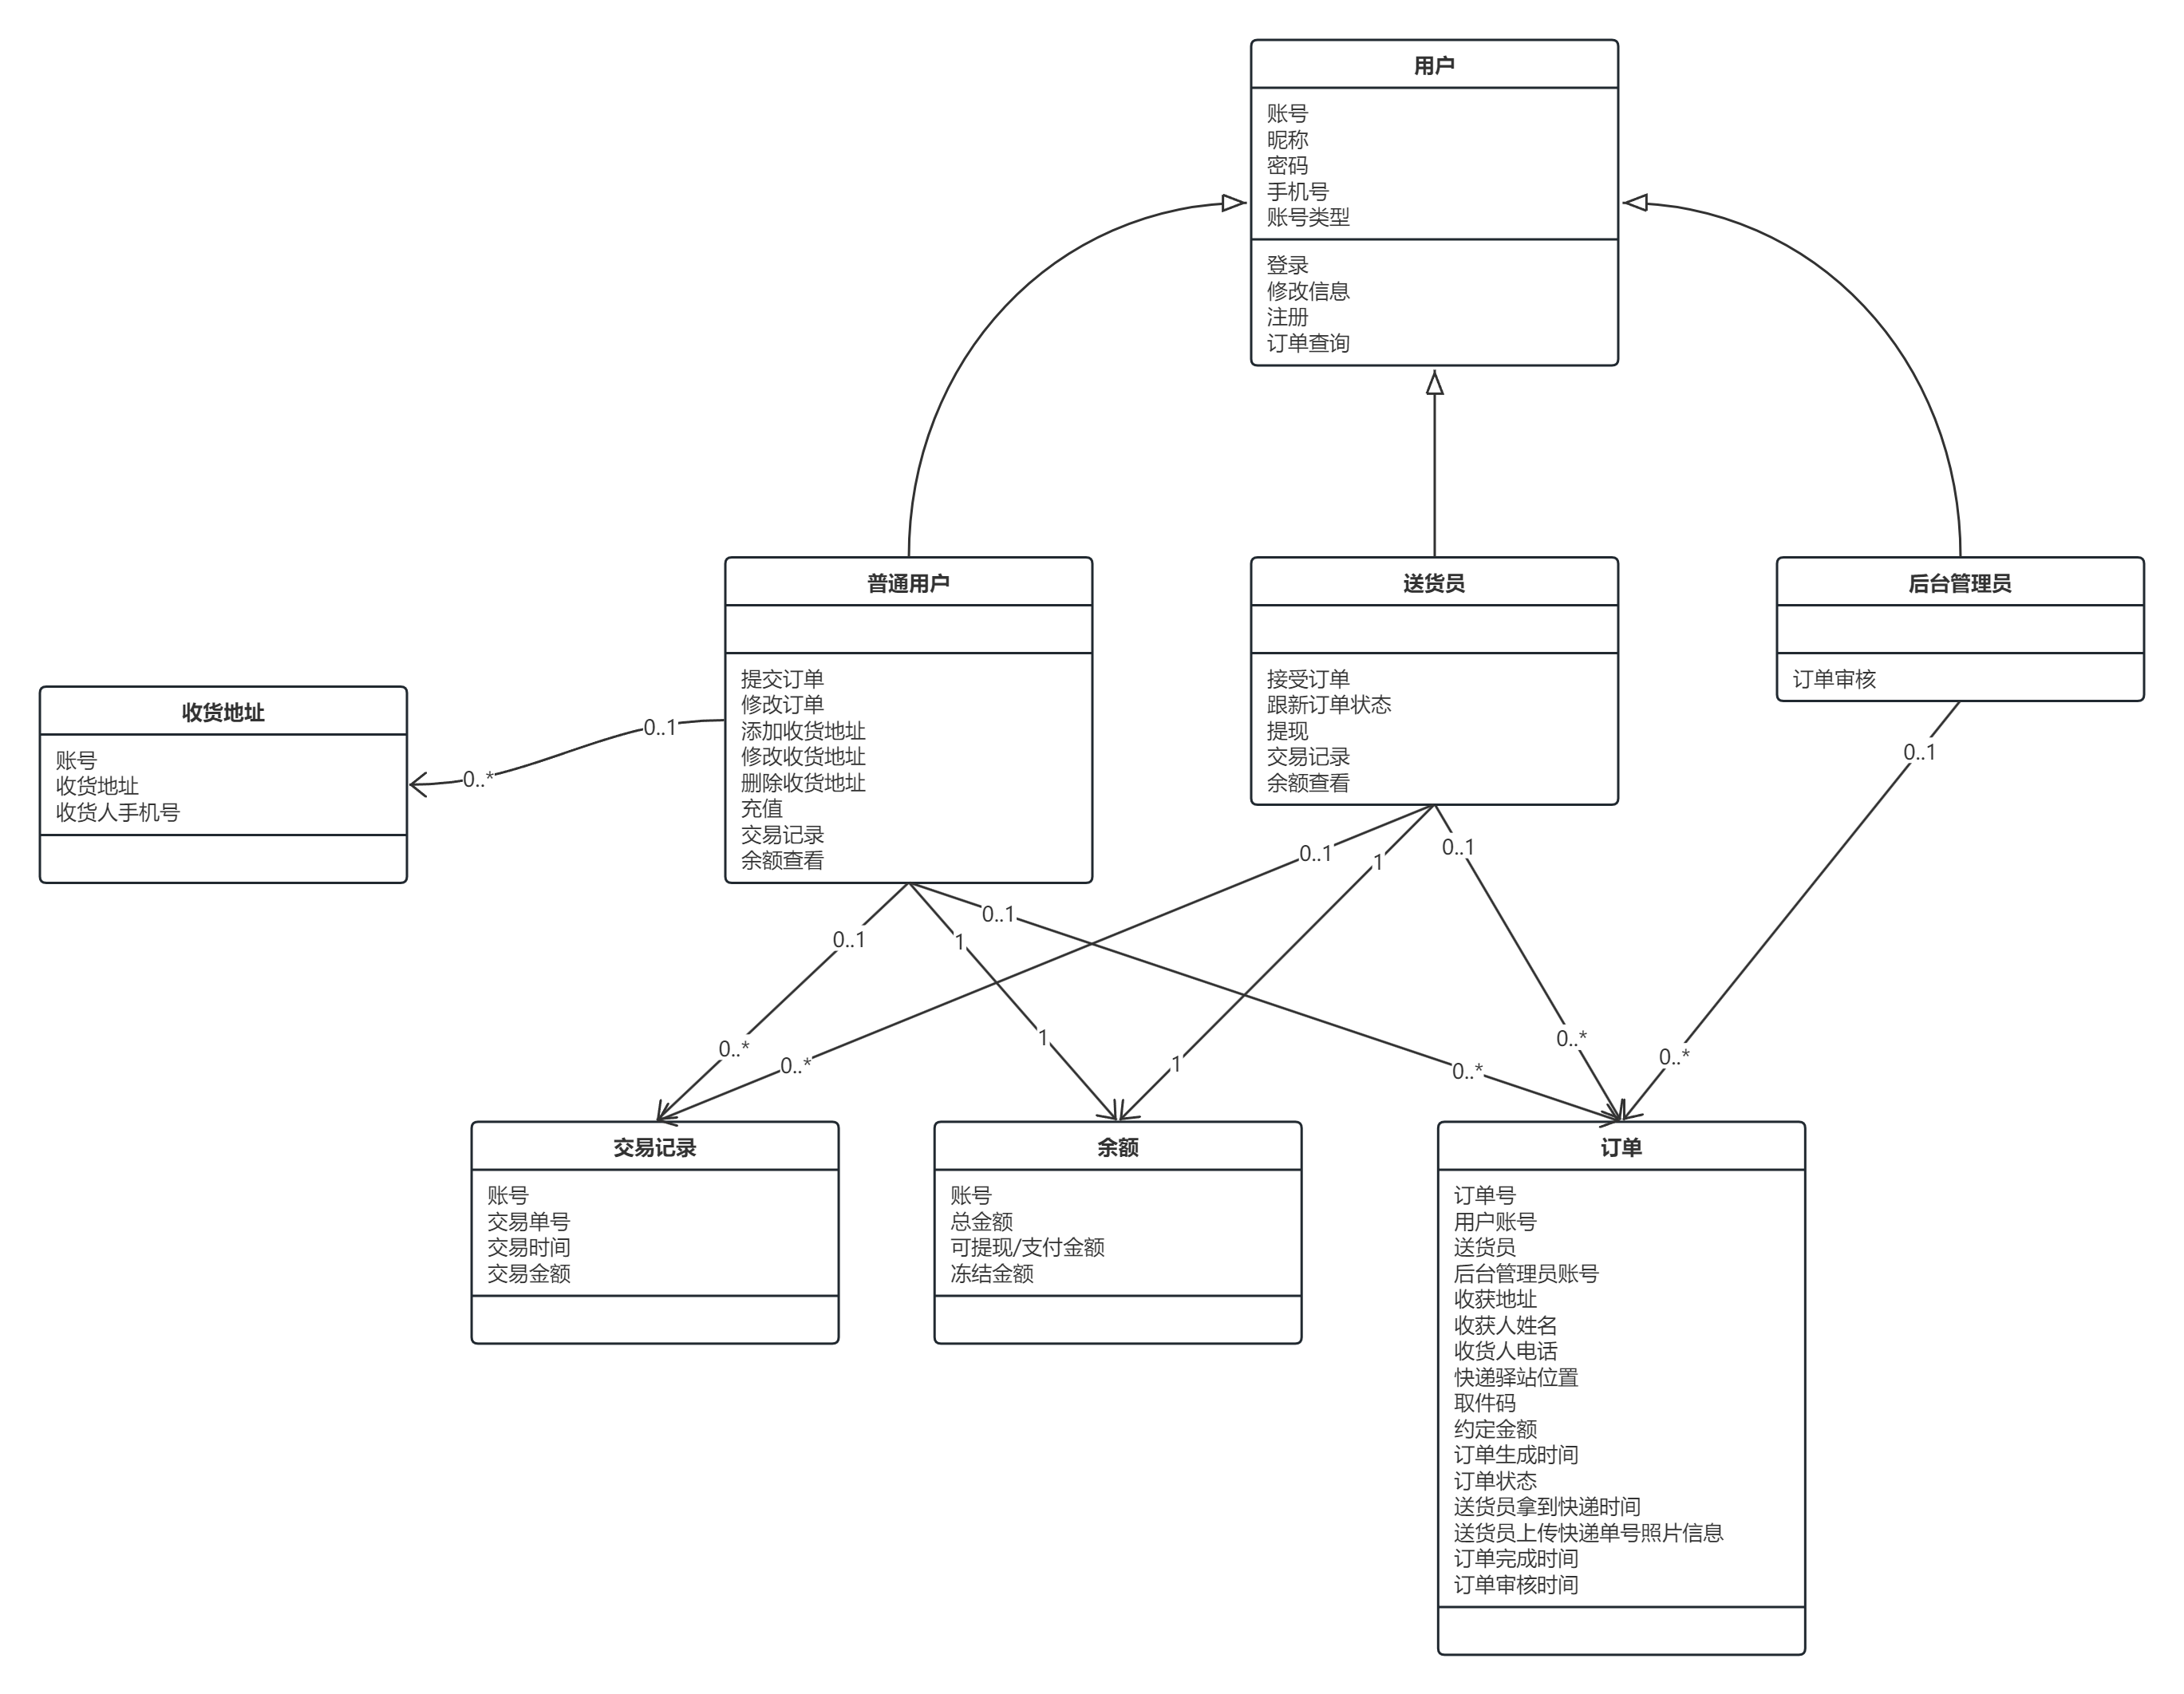 用户
账号
昵称
密码
手机号
账号类型
登录
修改信息
注册
订单查询
普通用户
提交订单
修改订单
添加收货地址
修改收货地址
删除收货地址
充值
交易记录
余额查看
送货员
接受订单
跟新订单状态
提现
交易记录
余额查看
后台管理员
订单审核
收货地址
账号
收货地址
收货人手机号
0..1
0..*
0..1
0..1
1
0..1
0..1
0..1
1
0..*
0..*
1
1
0..*
0..*
0..*
交易记录
账号
交易单号
交易时间
交易金额
余额
账号
总金额
可提现/支付金额
冻结金额
订单
订单号
用户账号
送货员
后台管理员账号
收获地址
收获人姓名
收货人电话
快递驿站位置
取件码
约定金额
订单生成时间
订单状态
送货员拿到快递时间
送货员上传快递单号照片信息
订单完成时间
订单审核时间